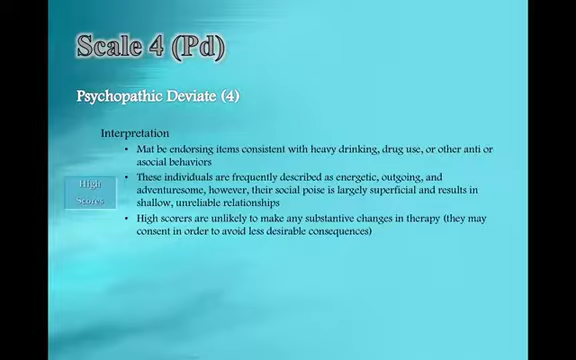 Scale 4 (Pd)
Psychopathic Deviate (4)
Interpretation
• Mat be endorsing items consistent with heavy drinking, drug use, or other anti or
asocial behaviors
• These individuals are frequently described as energetic, outgoing, and
adventuresome, however, their social poise is largely superficial and results in
shallow, unreliable relationships
High
Scores
• High scorers are unlikely to make any substantive changes in therapy (they may
consent in order to avoid less desirable consequences)